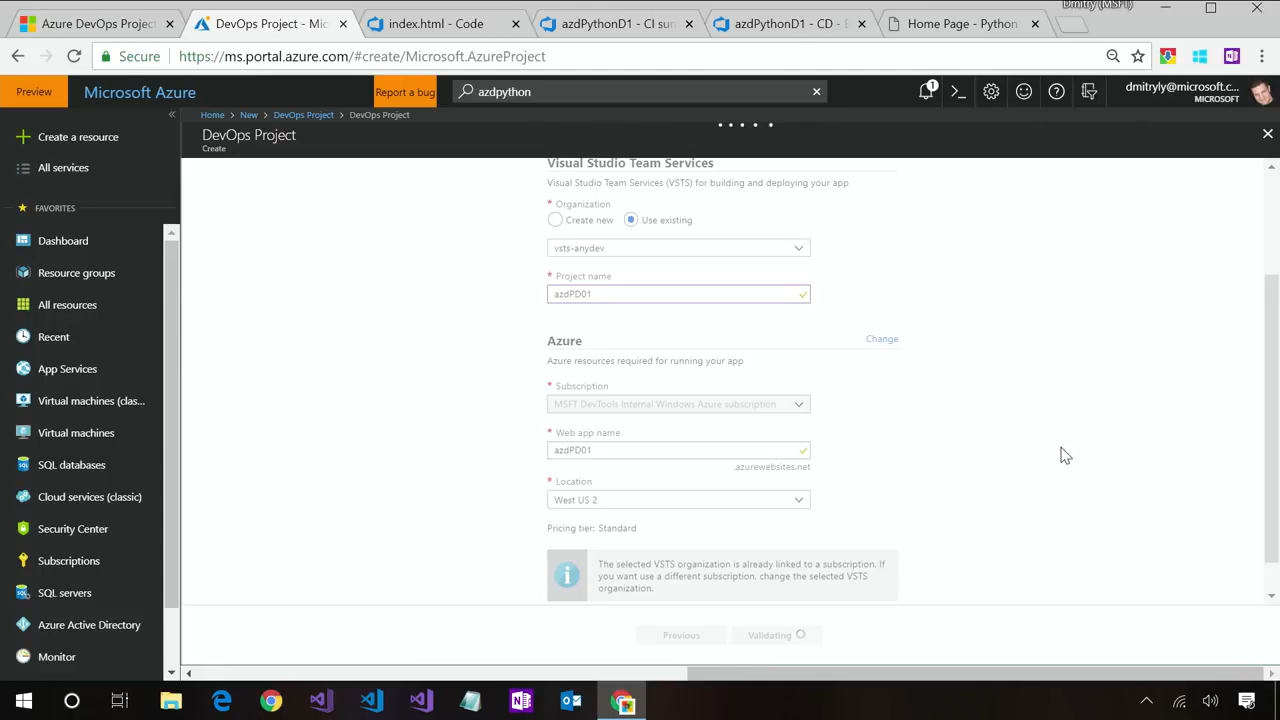 Dmitry (MSFT)
Azure DevOps Project
DevOps Project - Mic
index.html - Code
azdPythonD1 - CI sum
azdPythonD1 - CD - E
Home Page - Python
Secure
https://ms.portal.azure.com/#create/Microsoft.AzureProject
Preview
Microsoft Azure
Report a bug
azdpython
1
dmitryly@microsoft.c...
MICROSOFT
Home > New > DevOps Project > DevOps Project
DevOps Project
Create
Create a resource
All services
FAVORITES
Dashboard
Resource groups
All resources
Recent
App Services
Virtual machines (clas...
Virtual machines
SQL databases
Cloud services (classic)
Security Center
Subscriptions
SQL servers
Azure Active Directory
Monitor
Visual Studio Team Services
Visual Studio Team Services (VSTS) for building and deploying your app
* Organization
Create new
Use existing
vsts-anydev
* Project name
azdPD01
Azure
Change
Azure resources required for running your app
* Subscription
MSFT DevTools Internal Windows Azure subscription
* Web app name
azdPD01
.azurewebsites.net
* Location
West US 2
Pricing tier: Standard
The selected VSTS organization is already linked to a subscription. If
you want use a different subscription, change the selected VSTS
organization.
Previous
Validating